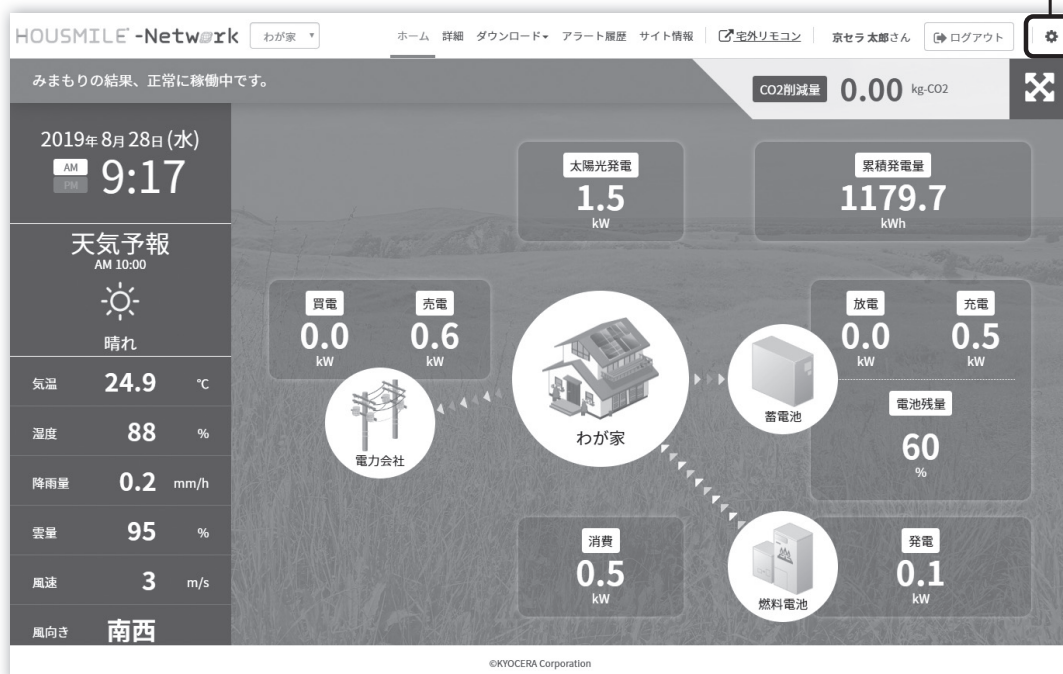 HOUSMILE-Network わが家 ▼ ホーム 詳細 ダウンロード▼ アラート履歴 サイト情報 宅外リモコン 京セラ 太郎さん ログアウト
みまもりの結果、正常に稼働中です。
CO2削減量 0.00 kg-CO2
2019年8月28日(水)
AM
PM
9:17
天気予報
AM 10:00
晴れ
気温 24.9 ℃
湿度 88 %
降雨量 0.2 mm/h
雲量 95 %
風速 3 m/s
風向き 南西
太陽光発電
1.5
kW
累積発電量
1179.7
kWh
買電
0.0
kW
売電
0.6
kW
電力会社
わが家
蓄電池
放電
0.0
kW
充電
0.5
kW
電池残量
60
%
消費
0.5
kW
燃料電池
発電
0.1
kW
©KYOCERA Corporation